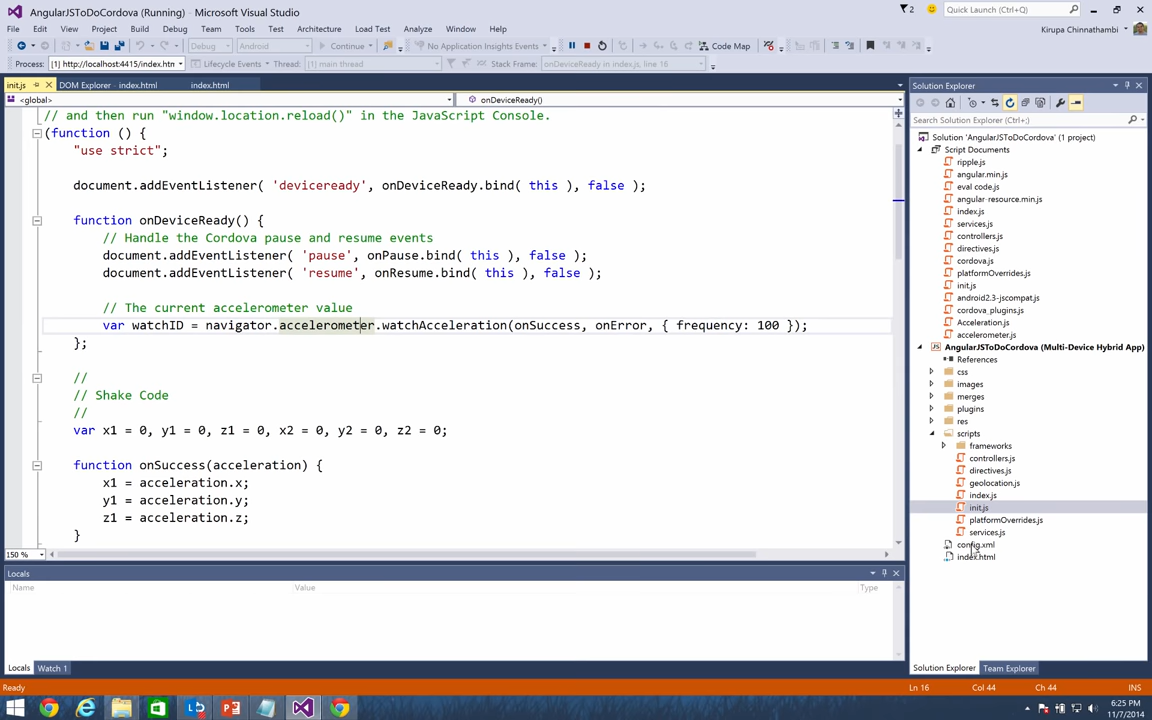 AngularJSToDoCordova (Running) - Microsoft Visual Studio
2
Quick Launch (Ctrl+;)
File Edit View Project Build Debug Team Tools Test Architecture Load Test Analyze Window Help
Kirupa Chinnathambi
Debug Android Continue No Application Insights Events Code Map
Process: [1] http://localhost:4415/index.htm Lifecycle Events Thread: [1] main thread Stack Frame: onDeviceReady in index.js, line 16
init.js DOM Explorer - index.html index.html
<global> onDeviceReady()
// and then run "window.location.reload()" in the JavaScript Console.
(function () {
"use strict";
document.addEventListener( 'deviceready', onDeviceReady.bind( this ), false );
function onDeviceReady() {
// Handle the Cordova pause and resume events
document.addEventListener( 'pause', onPause.bind( this ), false );
document.addEventListener( 'resume', onResume.bind( this ), false );
// The current accelerometer value
var watchID = navigator.accelerometer.watchAcceleration(onSuccess, onError, { frequency: 100 });
};
//
// Shake Code
//
var x1 = 0, y1 = 0, z1 = 0, x2 = 0, y2 = 0, z2 = 0;
function onSuccess(acceleration) {
x1 = acceleration.x;
y1 = acceleration.y;
z1 = acceleration.z;
}
150 %
Locals
Name Value Type
Locals Watch 1
Solution Explorer
Search Solution Explorer (Ctrl+;)
Solution 'AngularJSToDoCordova' (1 project)
Script Documents
ripple.js
angular.min.js
eval code.js
angular-resource.min.js
index.js
services.js
controllers.js
directives.js
cordova.js
platformOverrides.js
init.js
android2.3-jscompat.js
cordova_plugins.js
Acceleration.js
accelerometer.js
AngularJSToDoCordova (Multi-Device Hybrid App)
References
css
images
merges
plugins
res
scripts
frameworks
controllers.js
directives.js
geolocation.js
index.js
init.js
platformOverrides.js
services.js
config.xml
index.html
Solution Explorer Team Explorer
Ready Ln 16 Col 44 Ch 44 INS
6:25 PM
11/7/2014